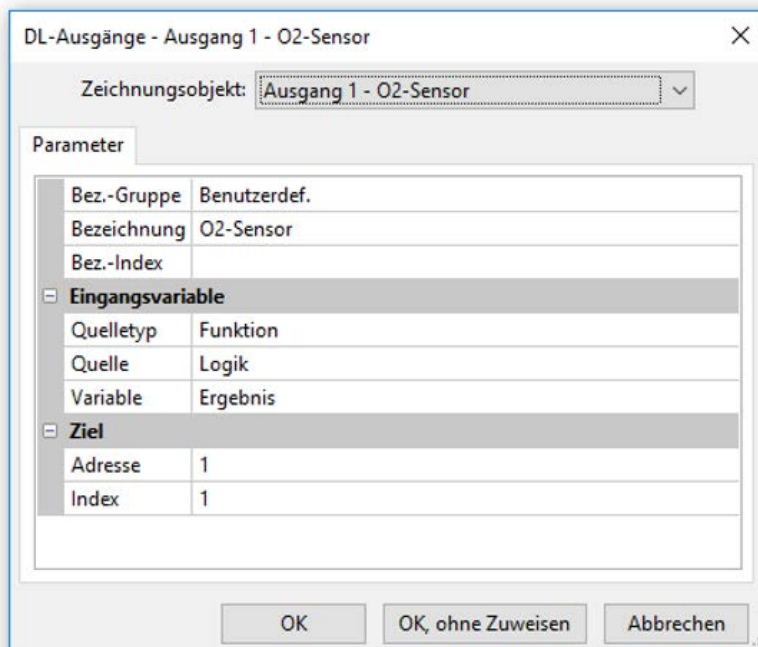 DL-Ausgänge - Ausgang 1 - O2-Sensor
Zeichnungsobjekt: Ausgang 1 - O2-Sensor
Parameter
Bez.-Gruppe Benutzerdef.
Bezeichnung O2-Sensor
Bez.-Index
Eingangsvariable
Quelletyp Funktion
Quelle Logik
Variable Ergebnis
Ziel
Adresse 1
Index 1
OK OK, ohne Zuweisen Abbrechen